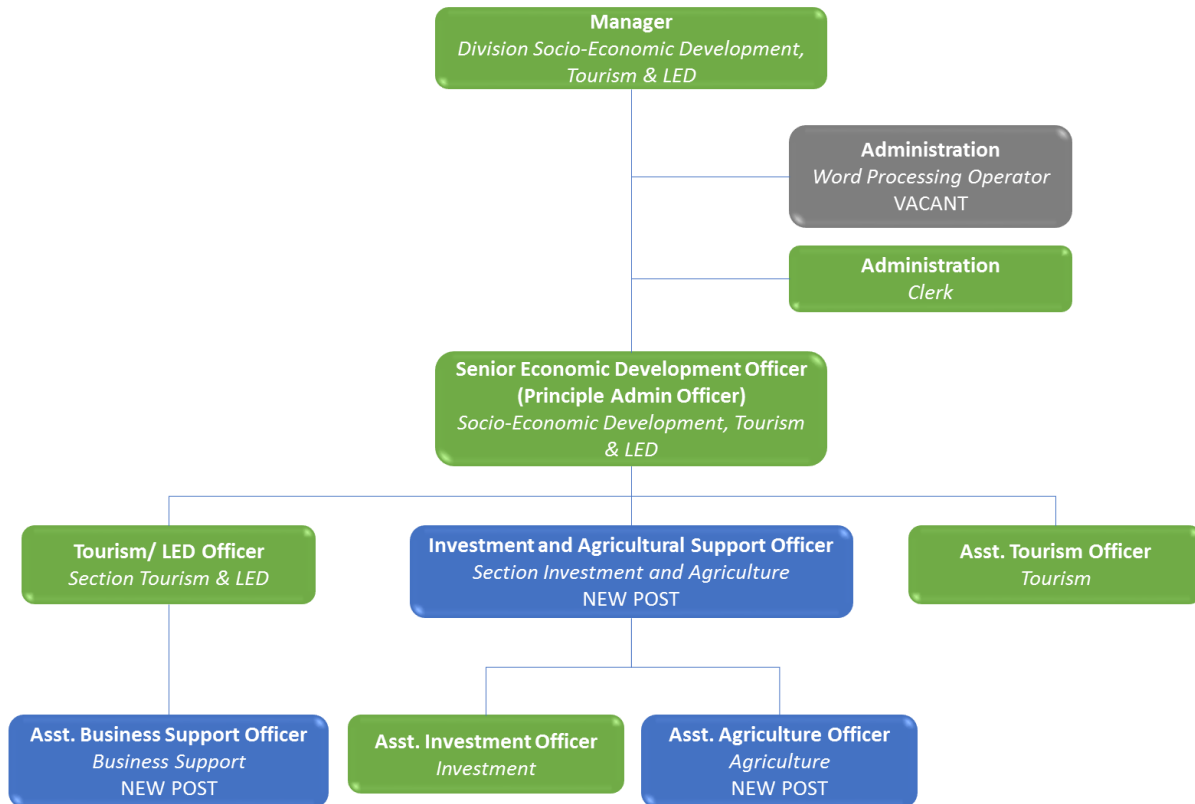 Manager
Division Socio-Economic Development,
Tourism & LED
Administration
Word Processing Operator
VACANT
Administration
Clerk
Senior Economic Development Officer
(Principle Admin Officer)
Socio-Economic Development, Tourism
& LED
Tourism/ LED Officer
Section Tourism & LED
Investment and Agricultural Support Officer
Section Investment and Agriculture
NEW POST
Asst. Tourism Officer
Tourism
Asst. Business Support Officer
Business Support
NEW POST
Asst. Investment Officer
Investment
Asst. Agriculture Officer
Agriculture
NEW POST